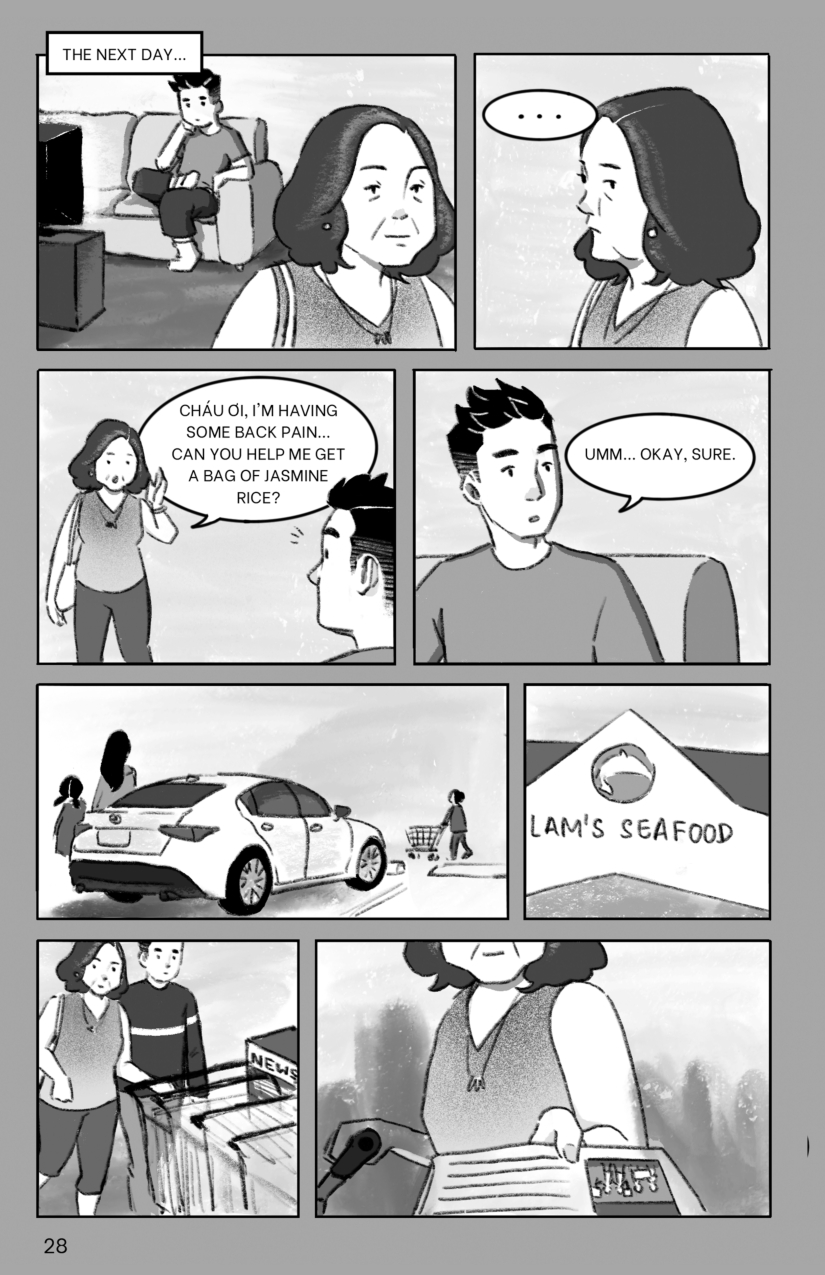 THE NEXT DAY...
...
CHÁU ƠI, I'M HAVING
SOME BACK PAIN...
CAN YOU HELP ME GET
A BAG OF JASMINE
RICE?
UMM... OKAY, SURE.
LAM'S SEAFOOD
NEWS
28